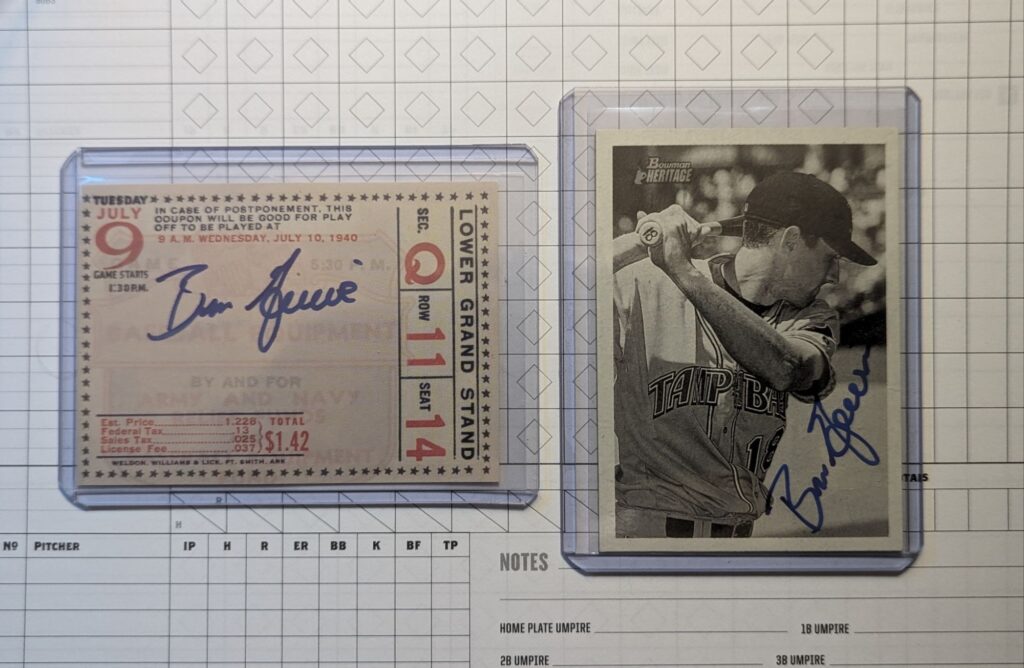 TUESDAY
JULY
9
GAME STARTS
1:30 P.M.
IN CASE OF POSTPONEMENT, THIS
COUPON WILL BE GOOD FOR PLAY
OFF TO BE PLAYED AT
9 A.M. WEDNESDAY, JULY 10, 1940
5:30 P.M.
BASEBALL EQUIPMENT
BY AND FOR
ARMY AND NAVY
Est. Price 1.228
Federal Tax .13
Sales Tax .025
License Fee .037
TOTAL
$1.42
WELDON, WILLIAMS & LICK, FT. SMITH, ARK
SEC.
Q
ROW
11
SEAT
14
LOWER GRAND STAND
Bowman
HERITAGE
18
TAMPA BA
18
Nº PITCHER IP H R ER BB K BF TP
NOTES
HOME PLATE UMPIRE 1B UMPIRE
2B UMPIRE 3B UMPIRE